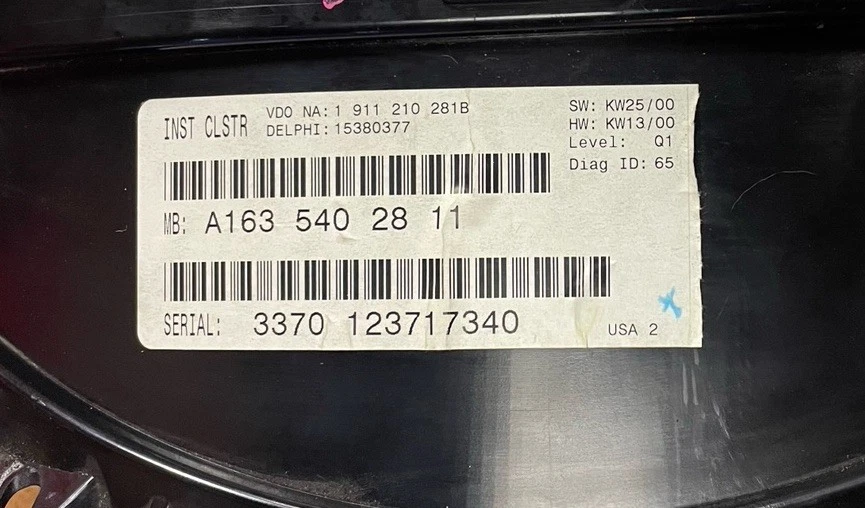 INST CLSTR
VDO NA: 1 911 210 281B
DELPHI: 15380377
SW: KW25/00
HW: KW13/00
Level: Q1
Diag ID: 65
MB: A163 540 28 11
SERIAL: 3370 123717340
USA 2